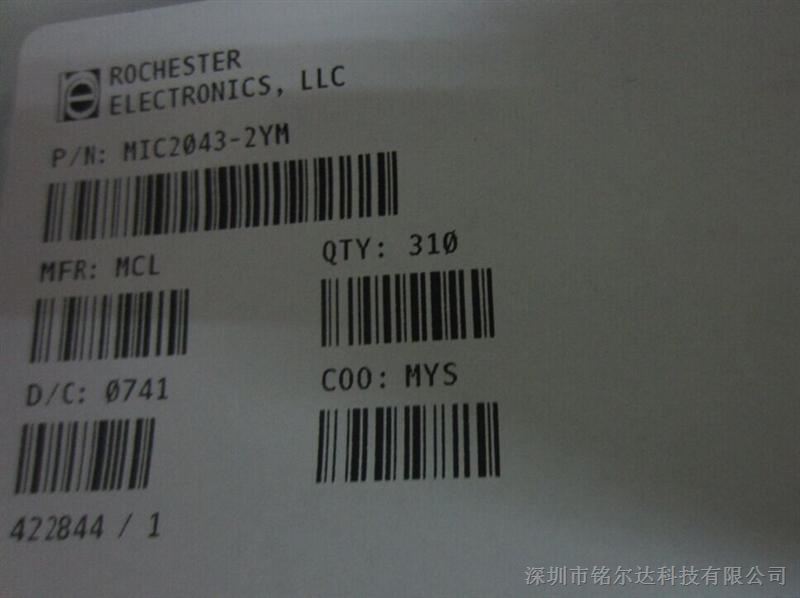 ROCHESTER
ELECTRONICS, LLC
P/N: MIC2043-2YM
MFR: MCL
QTY: 310
D/C: 0741
COO: MYS
422844 / 1
深圳市铭尔达科技有限公司